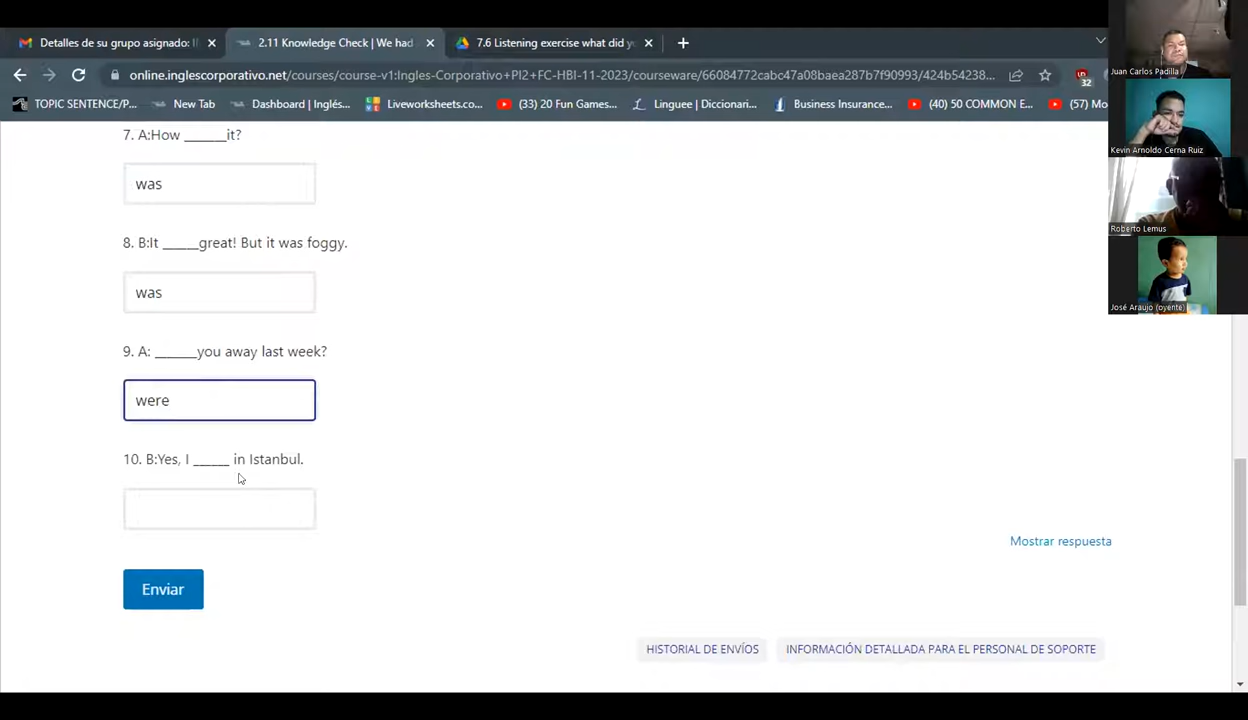 Detalles de su grupo asignado: I
2.11 Knowledge Check | We had
7.6 Listening exercise what did y
online.inglescorporativo.net/courses/course-v1:Ingles-Corporativo+PI2+FC-HBI-11-2023/courseware/66084772cabc47a08baea287b7f90993/424b54238...
32
TOPIC SENTENCE/P...
New Tab
Dashboard | Inglés...
Liveworksheets.co...
(33) 20 Fun Games...
Linguee | Diccionari...
Business Insurance...
(40) 50 COMMON E...
(57) Mo
Juan Carlos Padilla
Kevin Arnoldo Cerna Ruiz
Roberto Lemus
José Araujo (oyente)
7. A:How ______it?
was
8. B:It _____great! But it was foggy.
was
9. A: ______you away last week?
were
10. B:Yes, I _____ in Istanbul.
Mostrar respuesta
Enviar
HISTORIAL DE ENVÍOS
INFORMACIÓN DETALLADA PARA EL PERSONAL DE SOPORTE